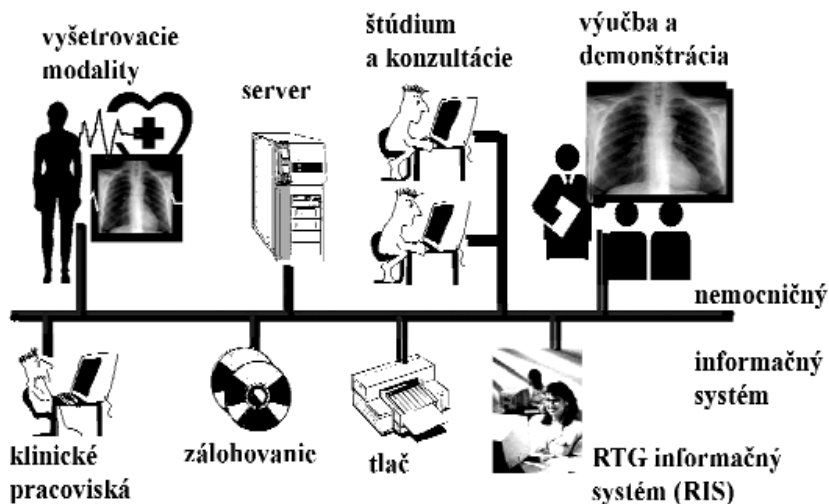 vyšetrovacie
modality
server
štúdium
a konzultácie
výučba a
demonštrácia
nemocničný
informačný
systém
klinické
pracoviská
zálohovanie
tlač
RTG informačný
systém (RIS)